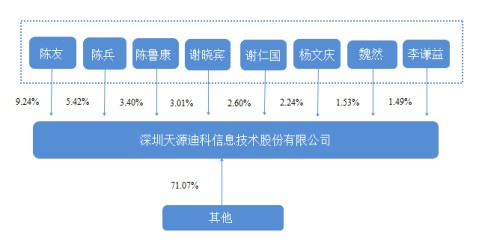 陈友 陈兵 陈鲁康 谢晓宾 谢仁国 杨文庆 魏然 李谦益
9.24% 5.42% 3.40% 3.01% 2.60% 2.24% 1.53% 1.49%
深圳天源迪科信息技术股份有限公司
71.07%
其他